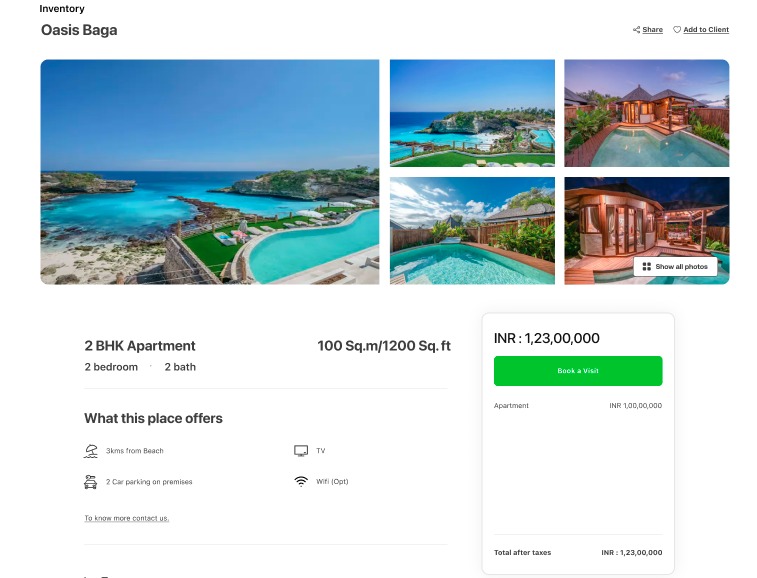 Inventory
Oasis Baga
Share
Add to Client
Show all photos
2 BHK Apartment
100 Sq.m/1200 Sq.ft
2 bedroom · 2 bath
INR : 1,23,00,000
Book a Visit
Apartment INR 1,00,00,000
What this place offers
3kms from Beach
TV
2 Car parking on premises
Wifi (Opt)
To know more contact us.
Total after taxes INR : 1,23,00,000